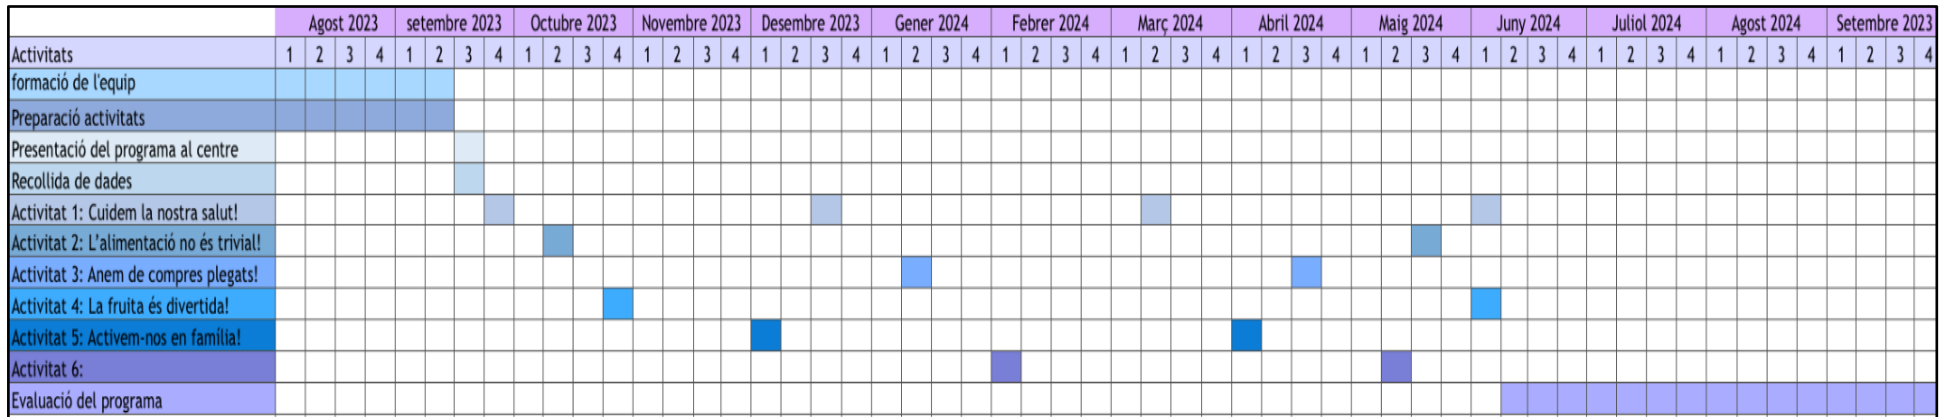 Agost 2023 setembre 2023 Octubre 2023 Novembre 2023 Desembre 2023 Gener 2024 Febrer 2024 Març 2024 Abril 2024 Maig 2024 Juny 2024 Juliol 2024 Agost 2024 Setembre 2023
Activitats 1 2 3 4 1 2 3 4 1 2 3 4 1 2 3 4 1 2 3 4 1 2 3 4 1 2 3 4 1 2 3 4 1 2 3 4 1 2 3 4 1 2 3 4 1 2 3 4 1 2 3 4 1 2 3 4
formació de l'equip
Preparació activitats
Presentació del programa al centre
Recollida de dades
Activitat 1: Cuidem la nostra salut!
Activitat 2: L’alimentació no és trivial!
Activitat 3: Anem de compres plegats!
Activitat 4: La fruita és divertida!
Activitat 5: Activem-nos en família!
Activitat 6:
Evaluació del programa